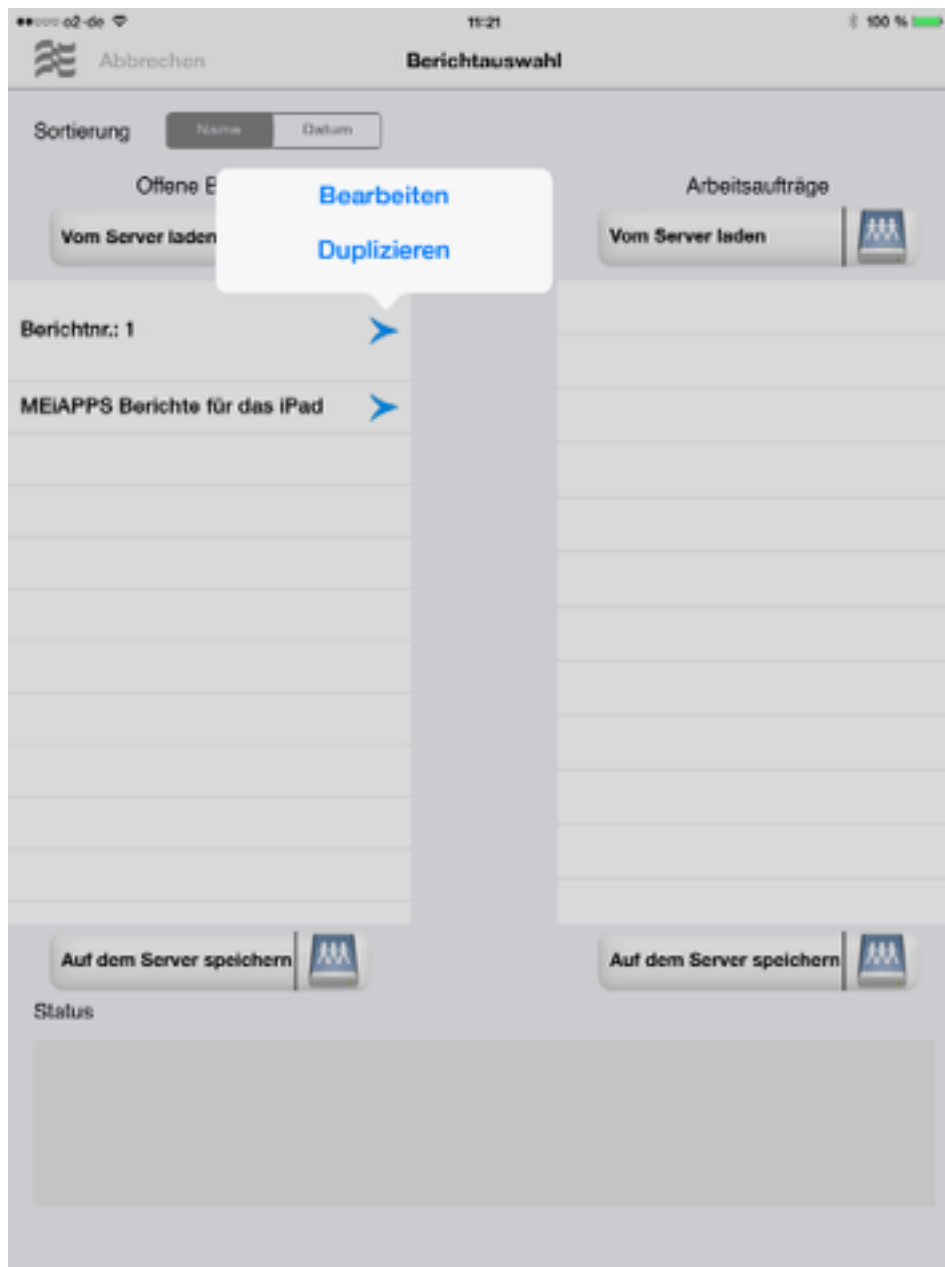 o2-de 11:21 100 %
Abbrechen Berichtauswahl
Sortierung Name Datum
Offene B Arbeitsaufträge
Bearbeiten
Vom Server laden Vom Server laden
Duplizieren
Berichtnr.: 1
MEiAPPS Berichte für das iPad
Auf dem Server speichern Auf dem Server speichern
Status